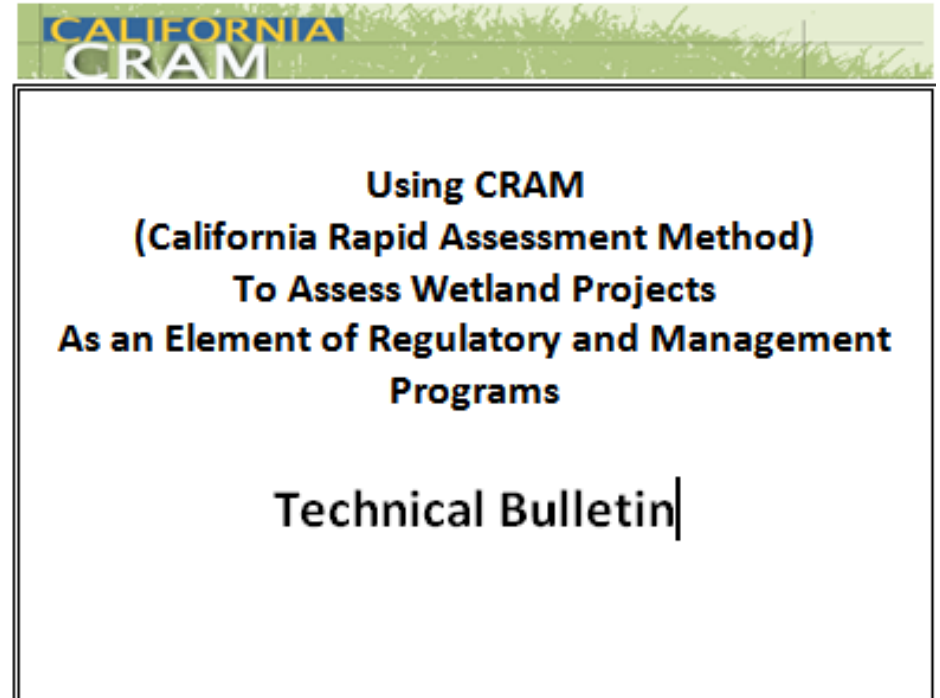 CALIFORNIA
CRAM
Using CRAM
(California Rapid Assessment Method)
To Assess Wetland Projects
As an Element of Regulatory and Management
Programs
Technical Bulletin